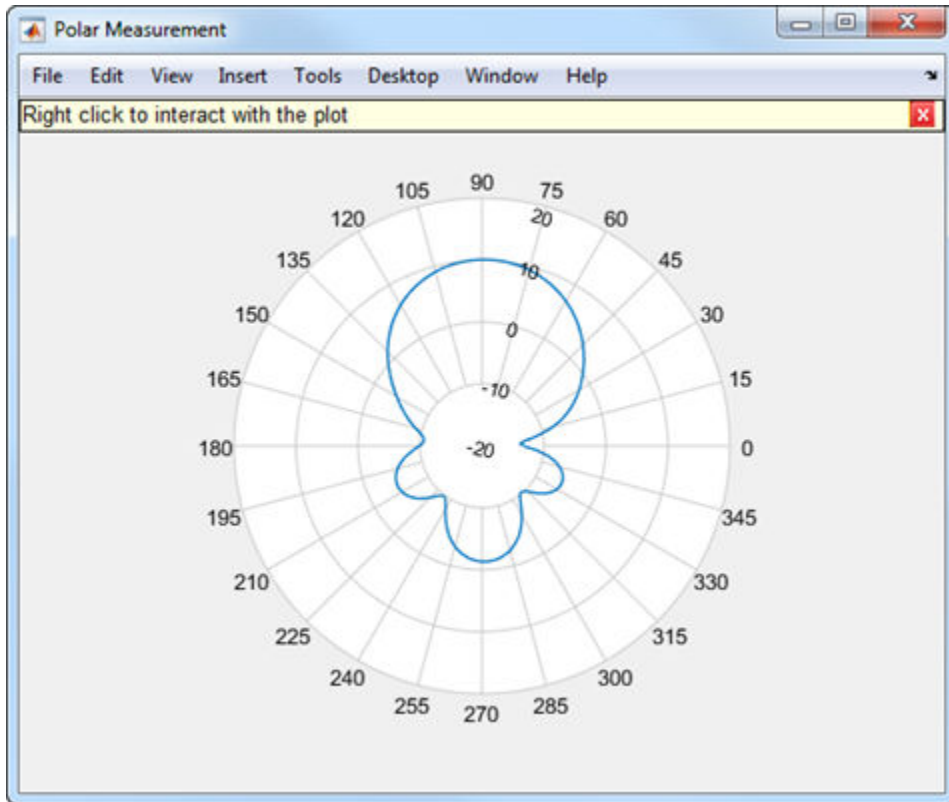 Polar Measurement
File Edit View Insert Tools Desktop Window Help
Right click to interact with the plot
90
105 75
120 20 60
135 45
10
150 0 30
165 -10 15
180 -20 0
195 345
210 330
225 315
240 300
255 285
270